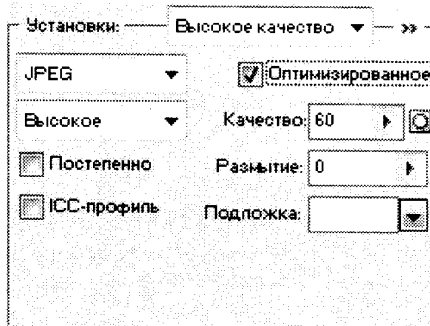 Установки: Высокое качество
JPEG Оптимизированное
Высокое Качество: 60
Постепенно Размытие: 0
ICC-профиль Подложка: